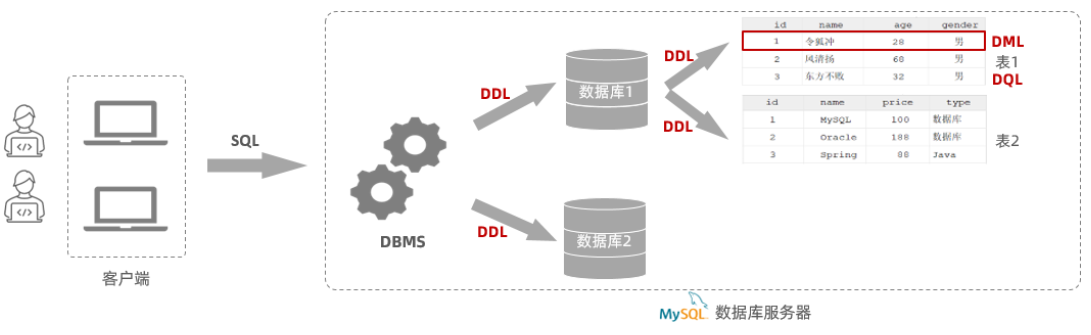 </>
</>
客户端
SQL
DBMS
DDL
DDL
数据库1
数据库2
DDL
DDL
id name age gender
1 令狐冲 28 男
2 风清扬 68 男
3 东方不败 32 男
DML
表1
DQL
id name price type
1 MySQL 100 数据库
2 Oracle 188 数据库
3 Spring 88 Java
表2
MySQL 数据库服务器